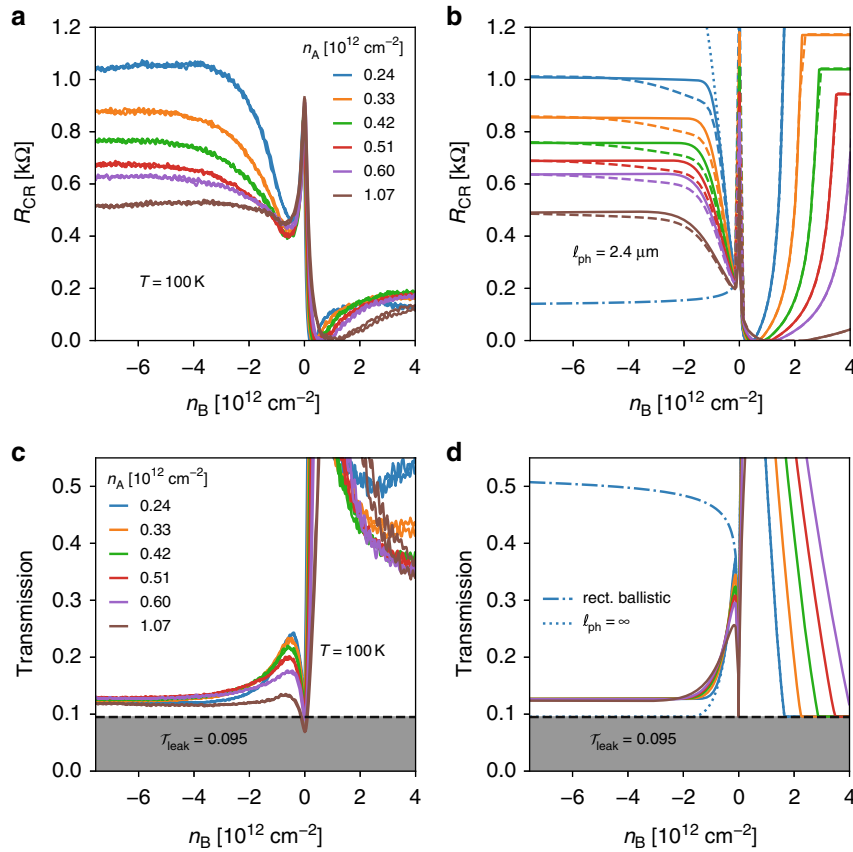 a
n_A [10^12 cm^−2]
0.24
0.33
0.42
0.51
0.60
1.07
T = 100 K
1.2
1.0
0.8
0.6
0.4
0.2
0.0
R_CR [kΩ]
−6 −4 −2 0 2 4
n_B [10^12 cm^−2]
b
ℓ_ph = 2.4 μm
1.2
1.0
0.8
0.6
0.4
0.2
0.0
R_CR [kΩ]
−6 −4 −2 0 2 4
n_B [10^12 cm^−2]
c
n_A [10^12 cm^−2]
0.24
0.33
0.42
0.51
0.60
1.07
T = 100 K
𝒯_leak = 0.095
0.5
0.4
0.3
0.2
0.1
0.0
Transmission
−6 −4 −2 0 2 4
n_B [10^12 cm^−2]
d
rect. ballistic
ℓ_ph = ∞
𝒯_leak = 0.095
0.5
0.4
0.3
0.2
0.1
0.0
Transmission
−6 −4 −2 0 2 4
n_B [10^12 cm^−2]